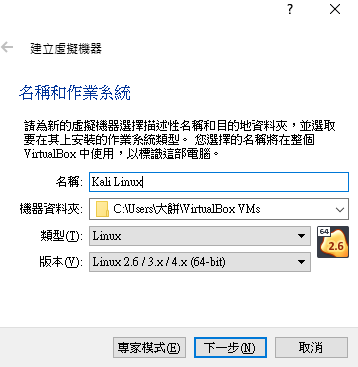 ?
建立虛擬機器
名稱和作業系統
請為新的虛擬機器選擇描述性名稱和目的地資料夾，並選取
要在其上安裝的作業系統類型。 您選擇的名稱將在整個
VirtualBox 中使用，以標識這部電腦。
名稱: Kali Linux
機器資料夾: C:\Users\大餅\VirtualBox VMs
類型(T): Linux
64
2.6
版本(V): Linux 2.6 / 3.x / 4.x (64-bit)
專家模式(E) 下一步(N) 取消